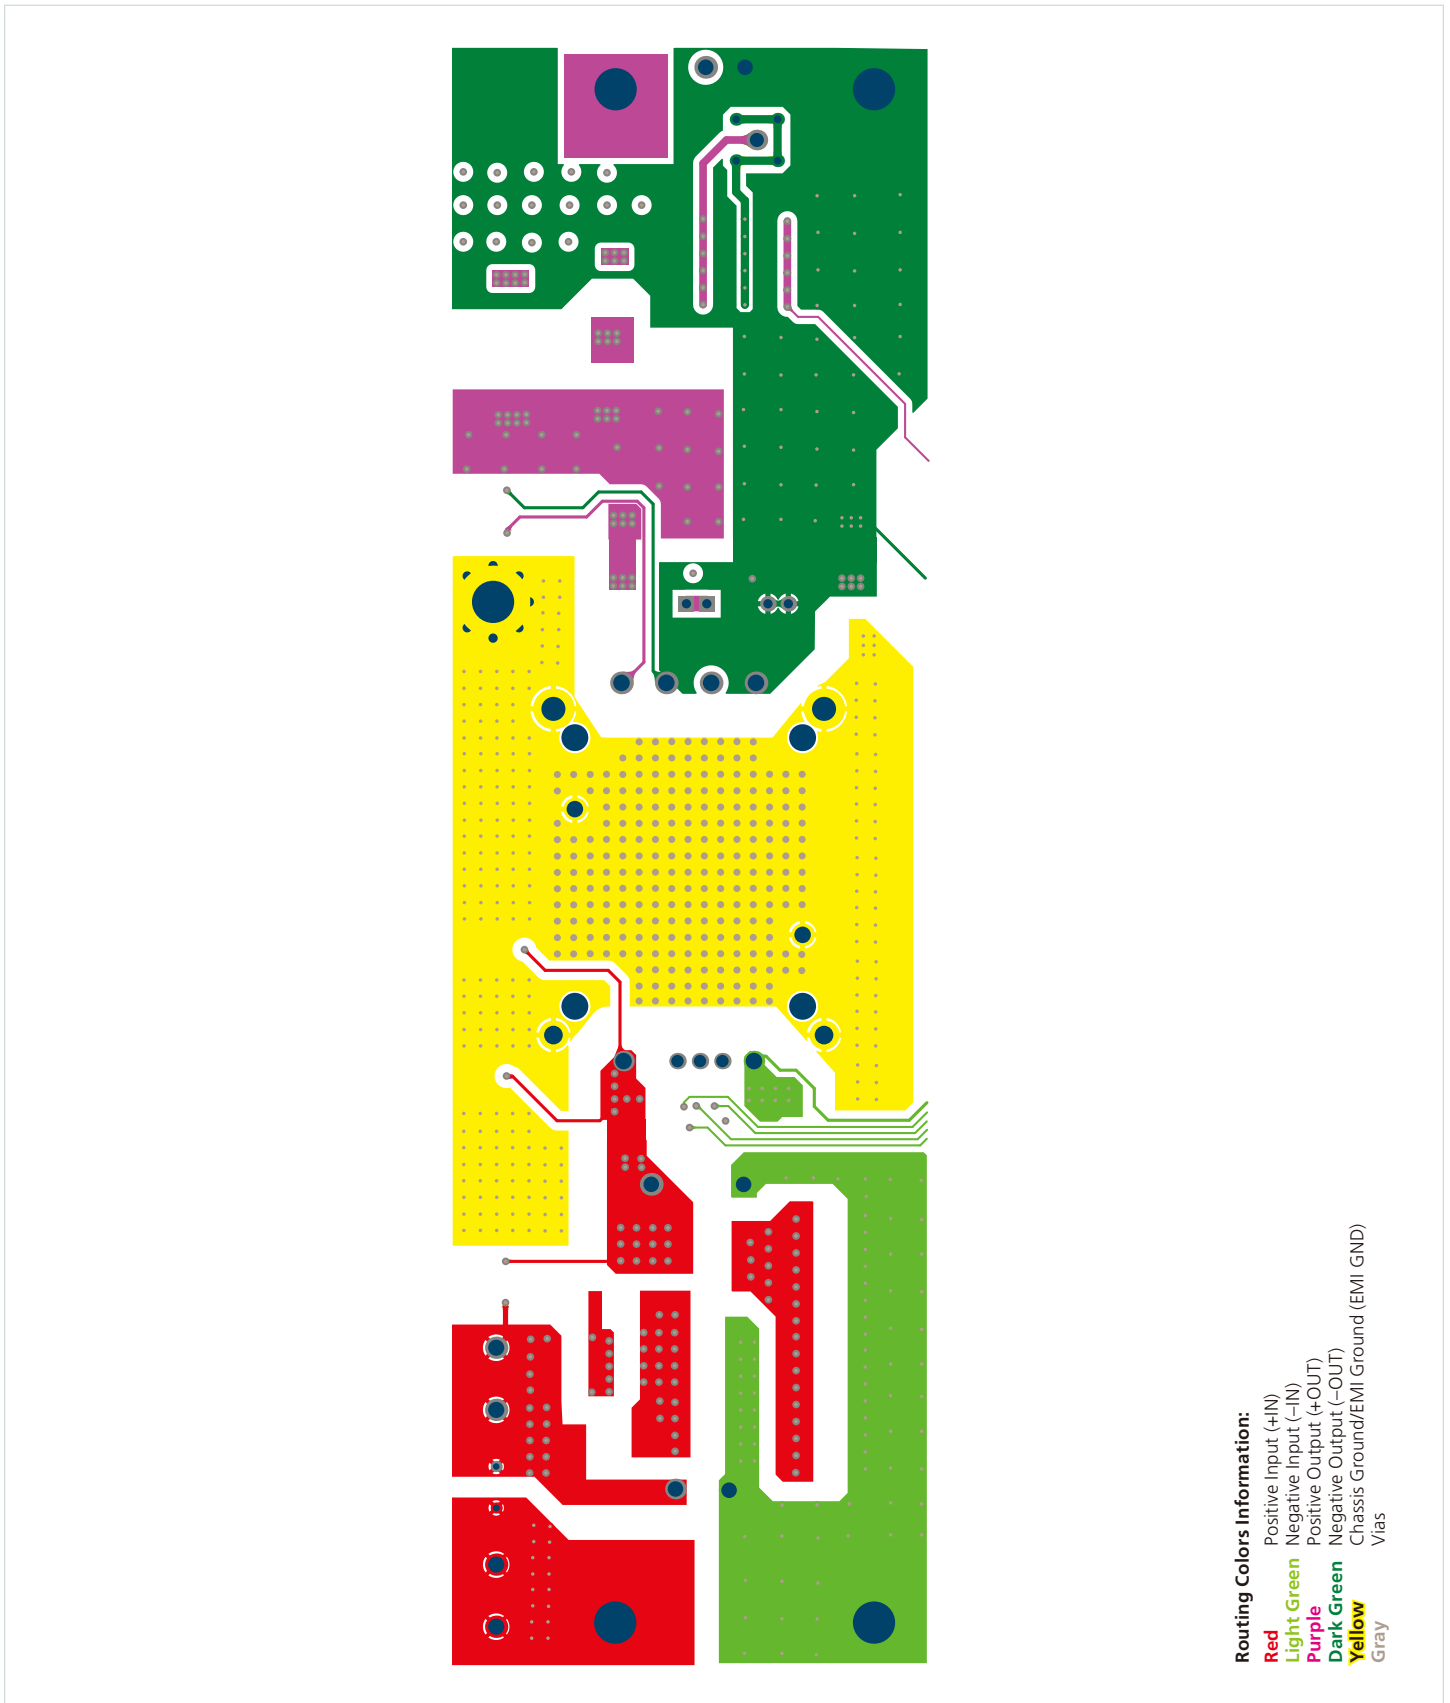 Routing Colors Information:
Red Positive Input (+IN)
Light Green Negative Input (–IN)
Purple Positive Output (+OUT)
Dark Green Negative Output (–OUT)
Yellow Chassis Ground/EMI Ground (EMI GND)
Gray Vias